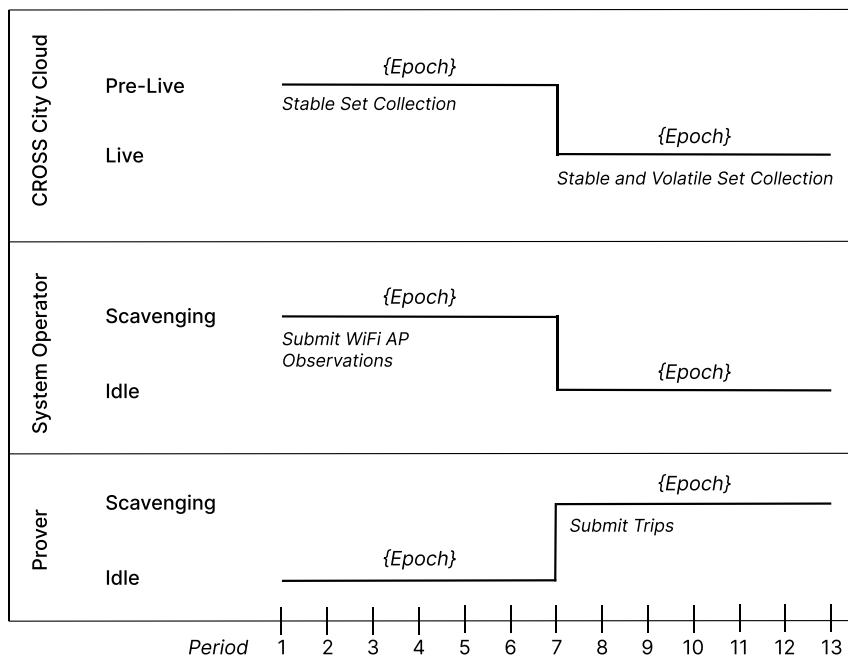 CROSS City Cloud
Pre-Live
{Epoch}
Stable Set Collection
Live
{Epoch}
Stable and Volatile Set Collection
System Operator
Scavenging
{Epoch}
Submit WiFi AP
Observations
Idle
{Epoch}
Prover
Scavenging
{Epoch}
Submit Trips
Idle
{Epoch}
Period 1 2 3 4 5 6 7 8 9 10 11 12 13